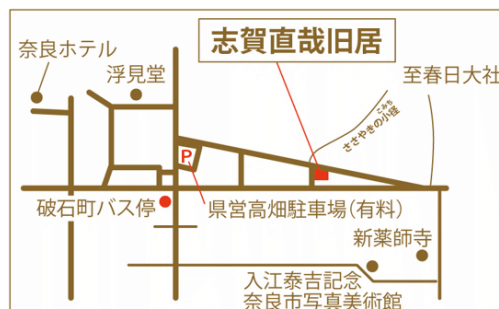 志賀直哉旧居
奈良ホテル
浮見堂
至春日大社
ささやきの小径
こみち
P
破石町バス停
県営高畑駐車場(有料)
新薬師寺
入江泰吉記念
奈良市写真美術館